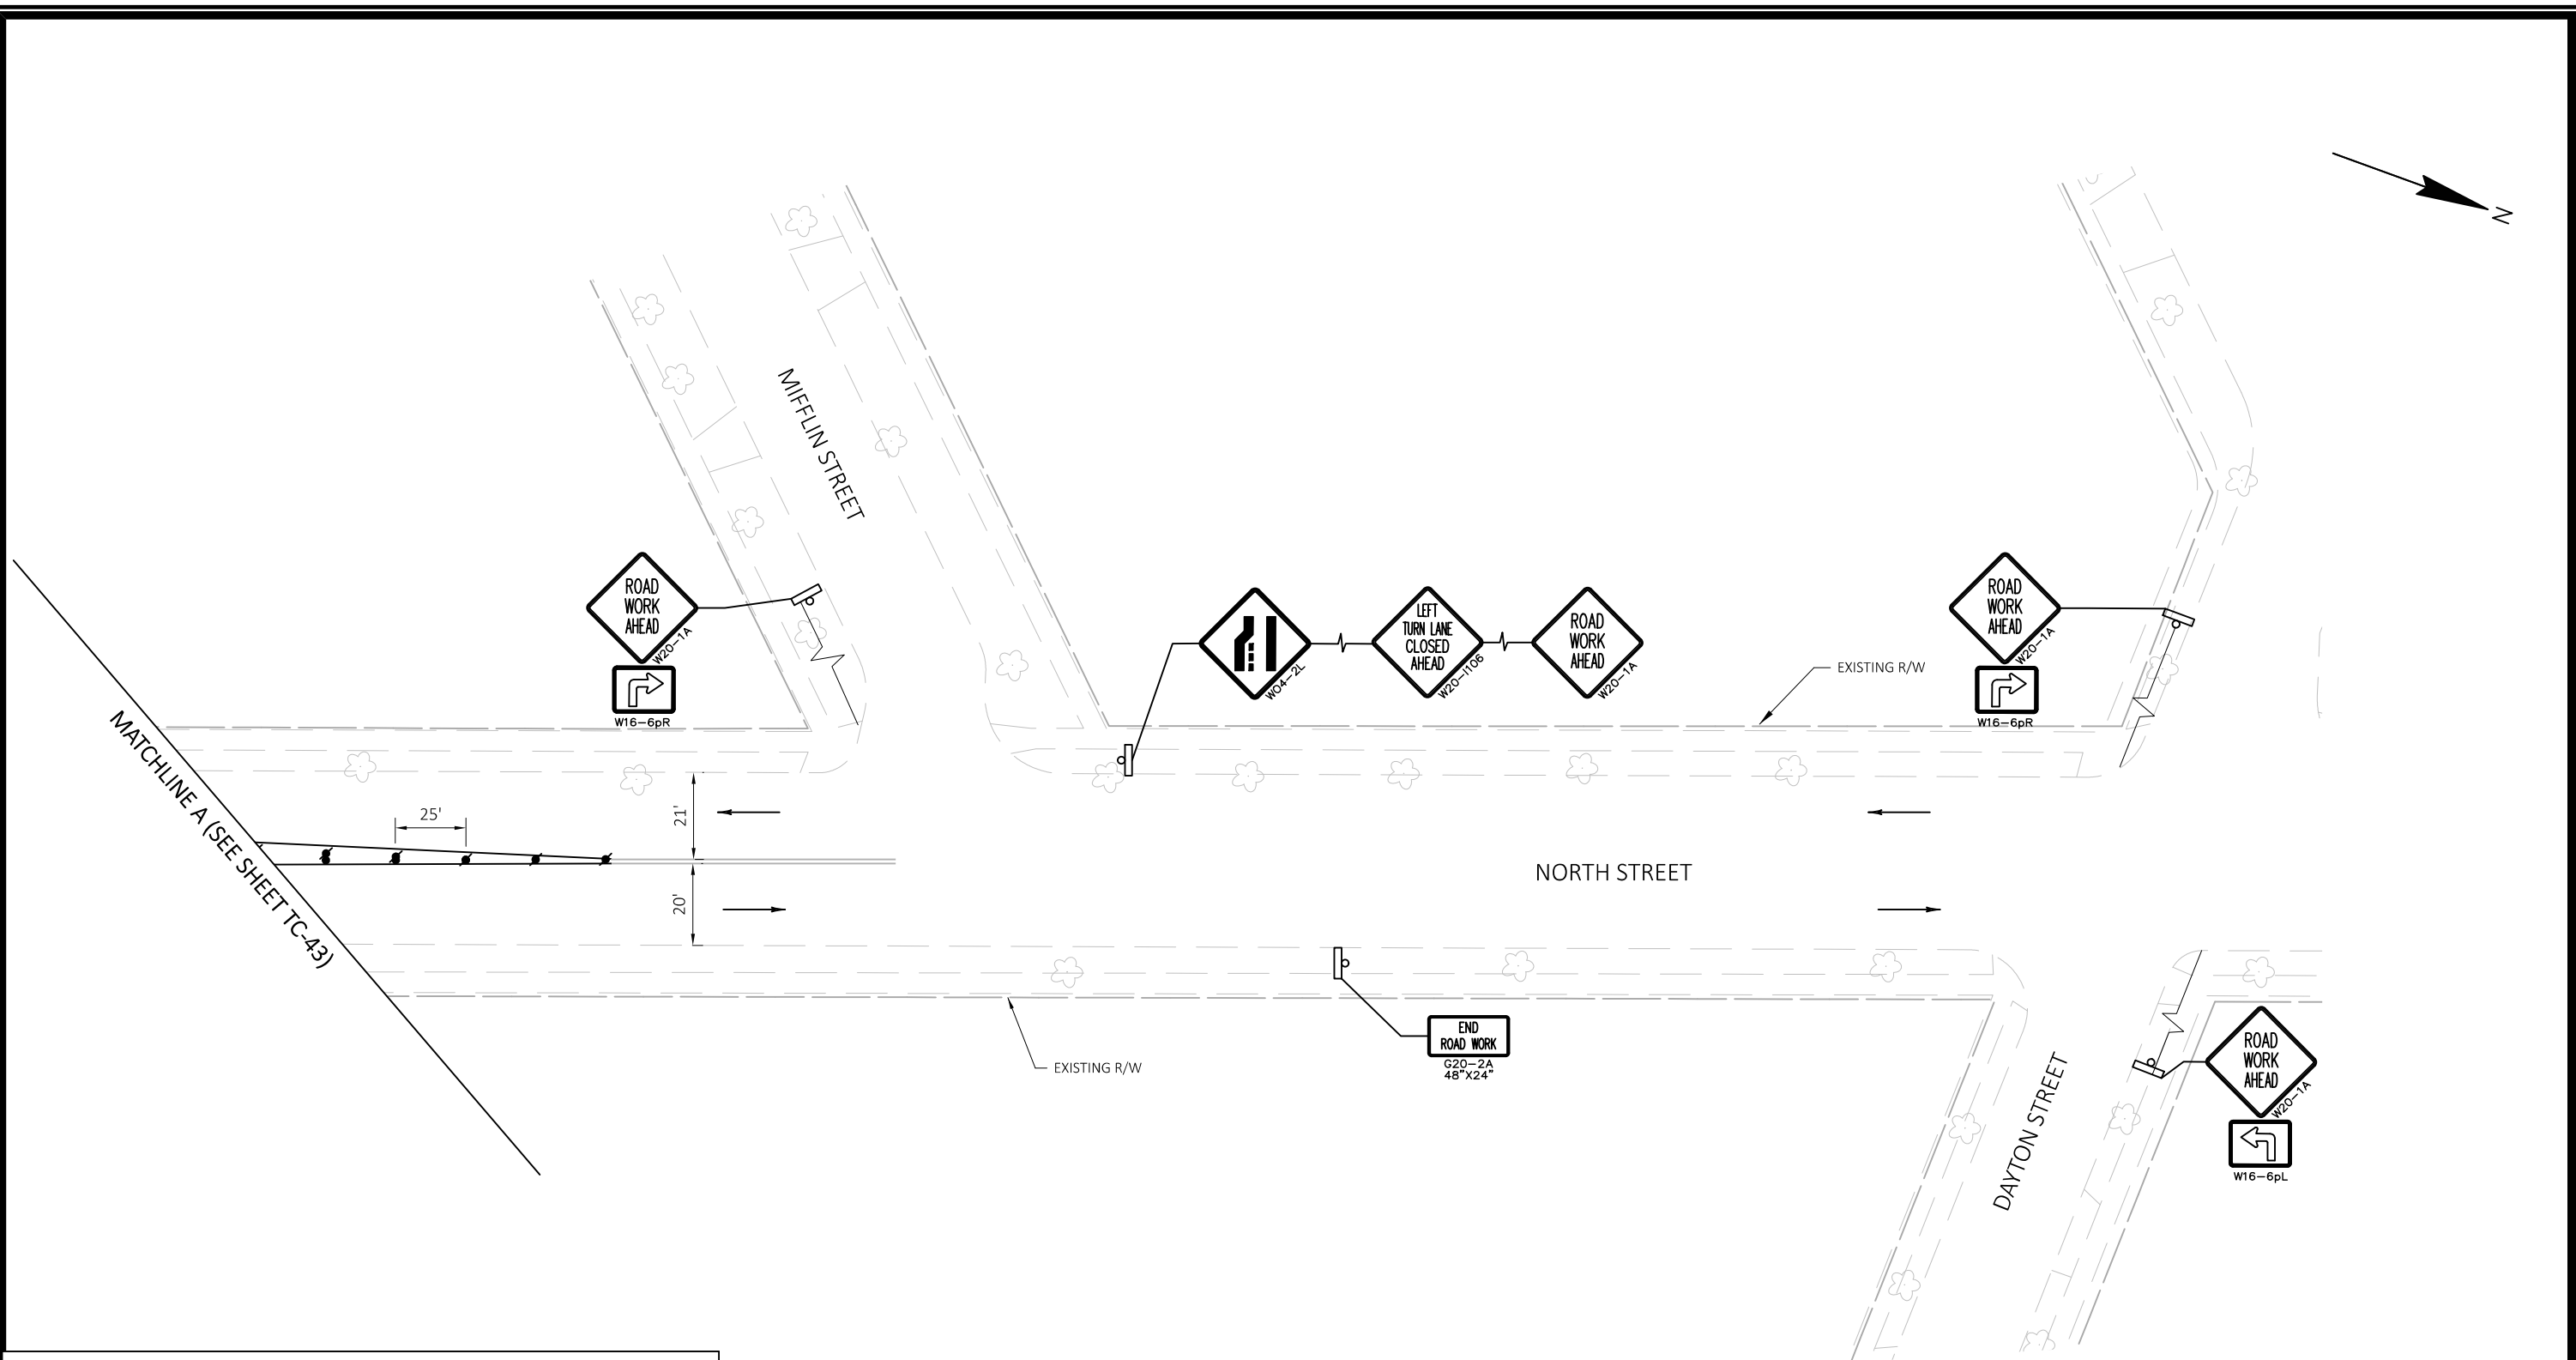 N
MIFFLIN STREET
ROAD
WORK
AHEAD
W20-1A
W16-6pR
W04-2L
LEFT
TURN LANE
CLOSED
AHEAD
W20-I106
ROAD
WORK
AHEAD
W20-1A
EXISTING R/W
ROAD
WORK
AHEAD
W20-1A
W16-6pR
MATCHLINE A (SEE SHEET TC-43)
25'
21'
20'
NORTH STREET
EXISTING R/W
END
ROAD WORK
G20-2A
48"X24"
DAYTON STREET
ROAD
WORK
AHEAD
W20-1A
W16-6pL